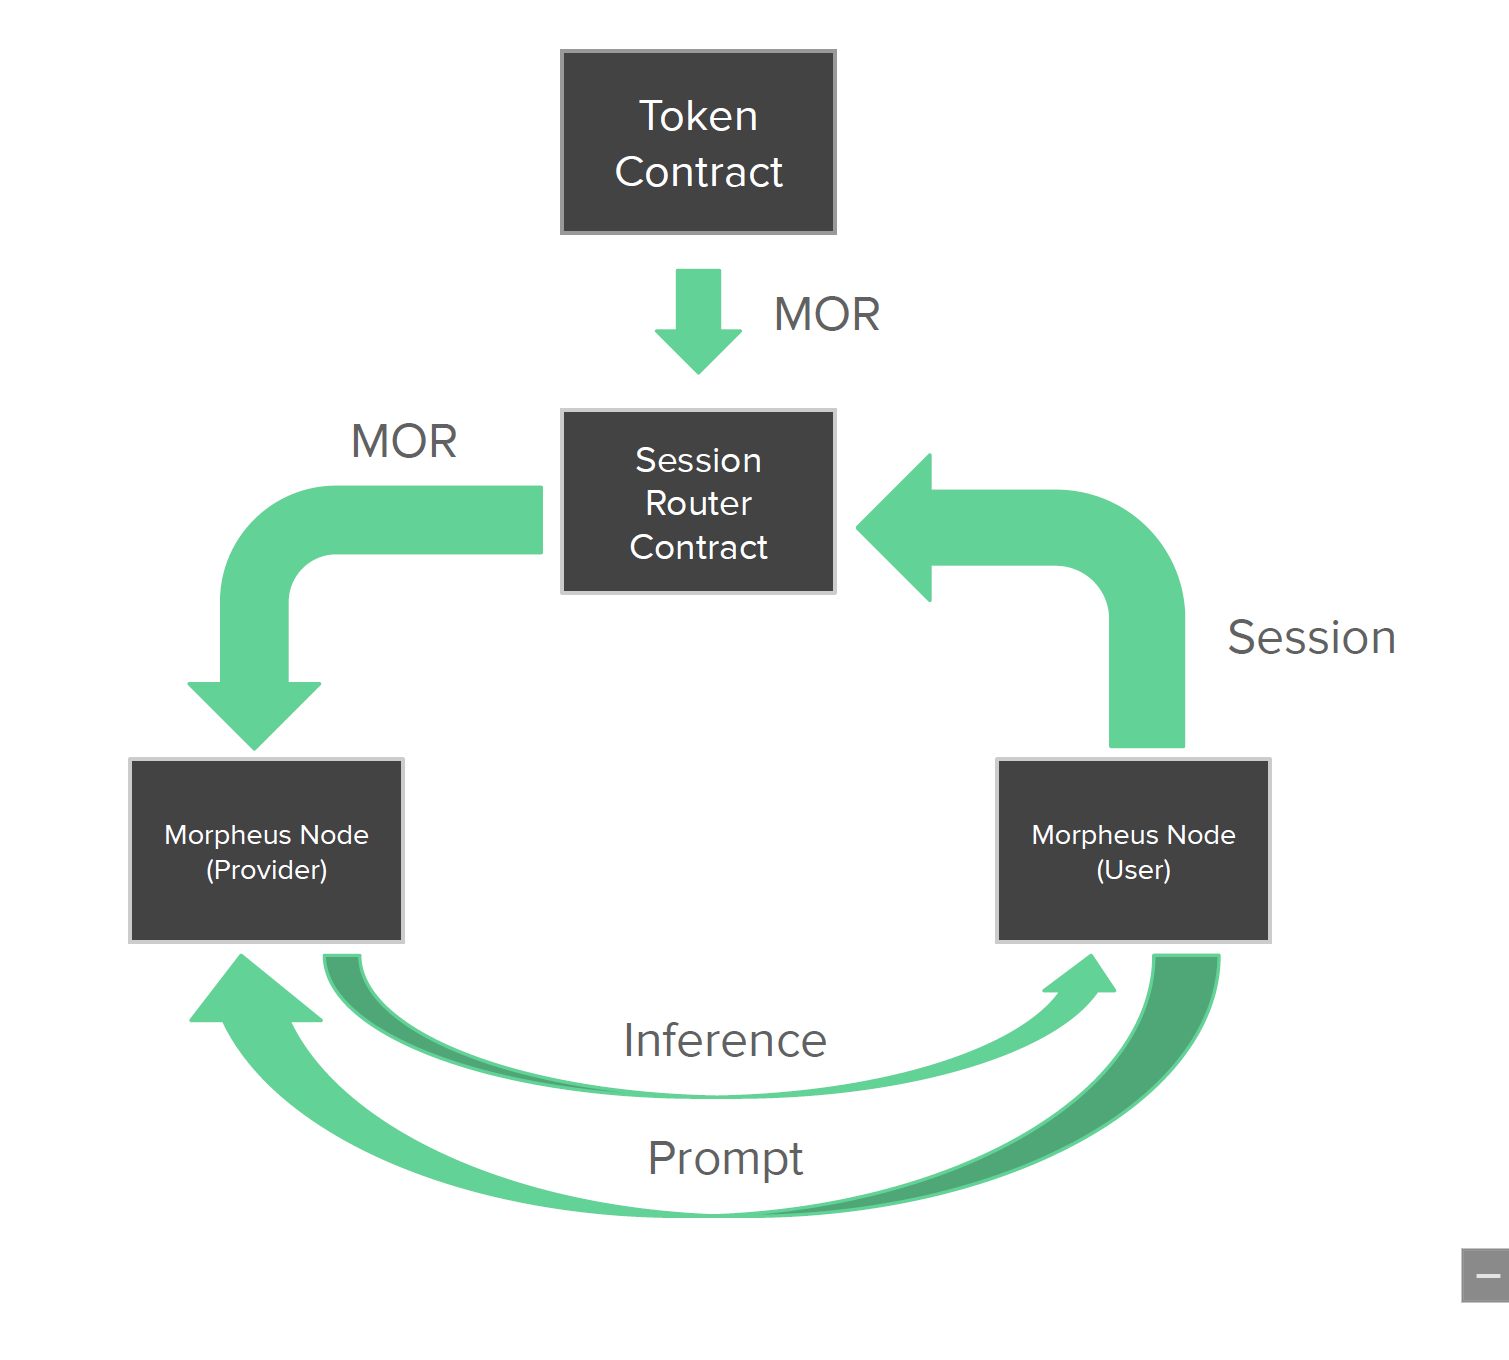 Token
Contract
MOR
MOR
Session
Router
Contract
Session
Morpheus Node
(Provider)
Morpheus Node
(User)
Inference
Prompt